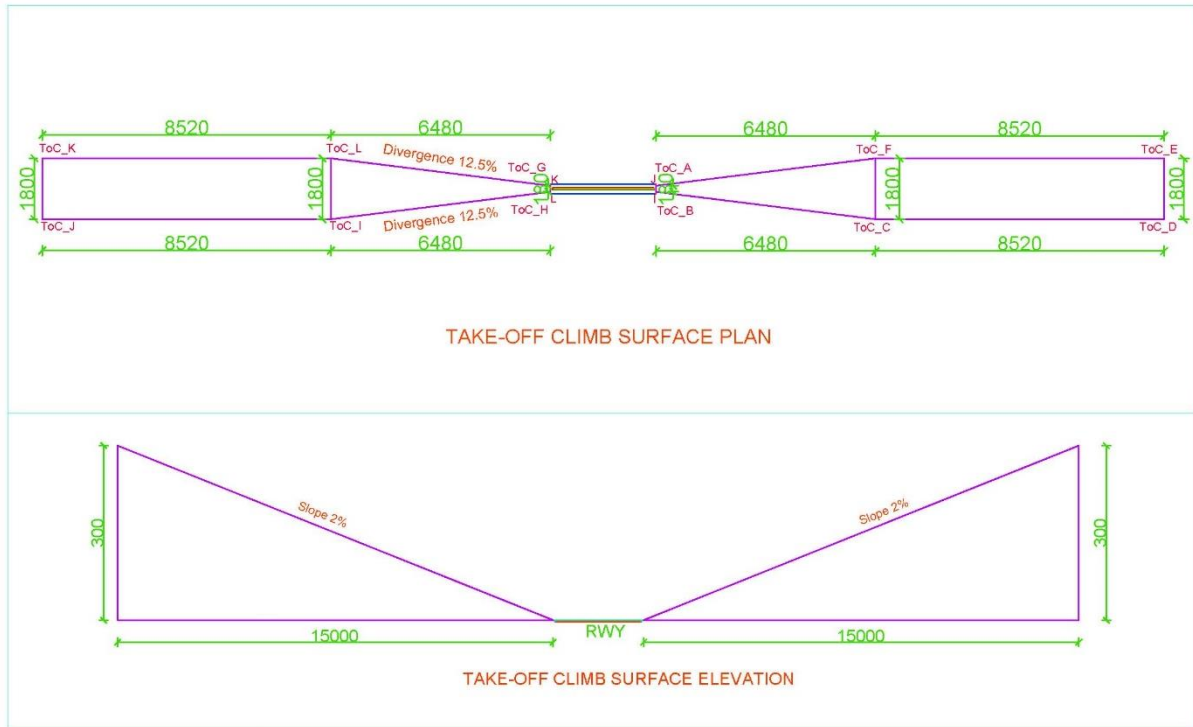 8520
6480
6480
8520
ToC_K
ToC_L
Divergence 12.5%
ToC_G
K
ToC_A
ToC_F
ToC_E
1800
1800
1800
1800
L
ToC_H
ToC_B
ToC_J
ToC_I
Divergence 12.5%
ToC_C
ToC_D
8520
6480
6480
8520
TAKE-OFF CLIMB SURFACE PLAN
Slope 2%
Slope 2%
300
300
RWY
15000
15000
TAKE-OFF CLIMB SURFACE ELEVATION